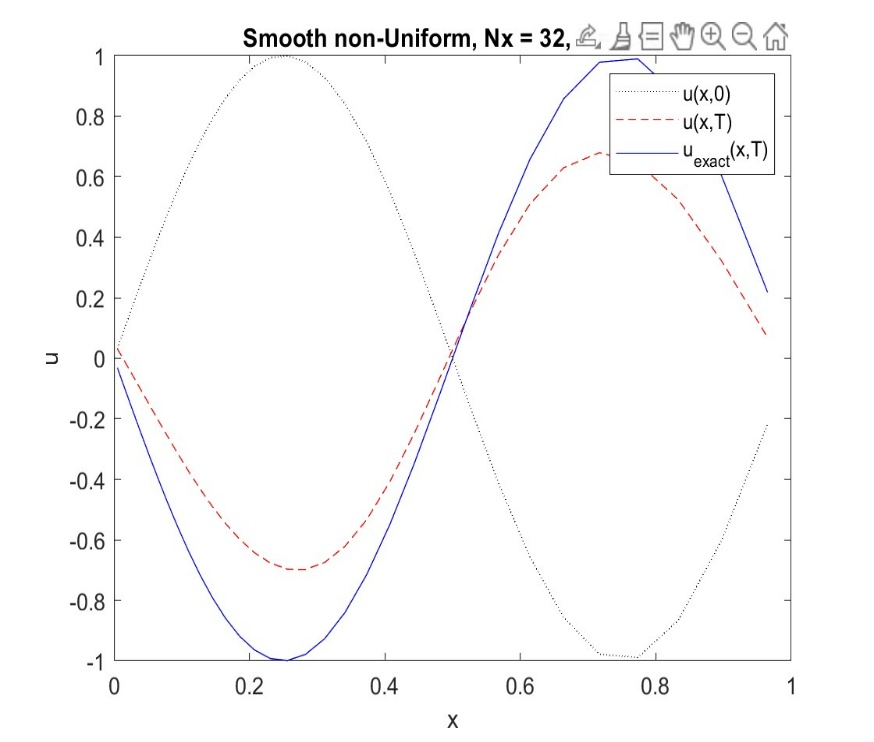 Smooth non-Uniform, Nx = 32,
1
0.8
0.6
0.4
0.2
0
-0.2
-0.4
-0.6
-0.8
-1
u
u(x,0)
u(x,T)
u_exact(x,T)
0 0.2 0.4 0.6 0.8 1
x